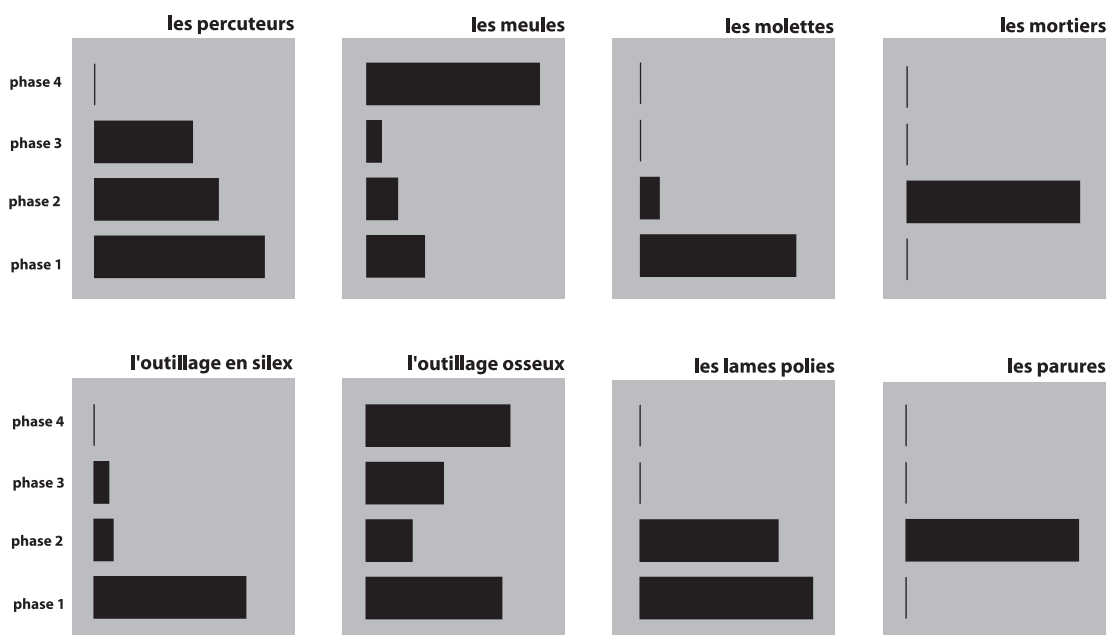 les percuteurs
les meules
les molettes
les mortiers
phase 4
phase 3
phase 2
phase 1
l'outillage en silex
l'outillage osseux
les lames polies
les parures
phase 4
phase 3
phase 2
phase 1